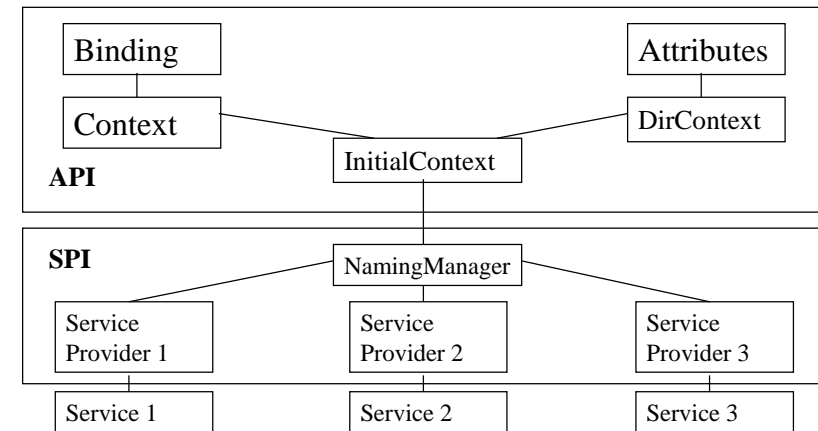 Binding
Attributes
Context
DirContext
InitialContext
API
SPI
NamingManager
Service
Provider 1
Service
Provider 2
Service
Provider 3
Service 1
Service 2
Service 3